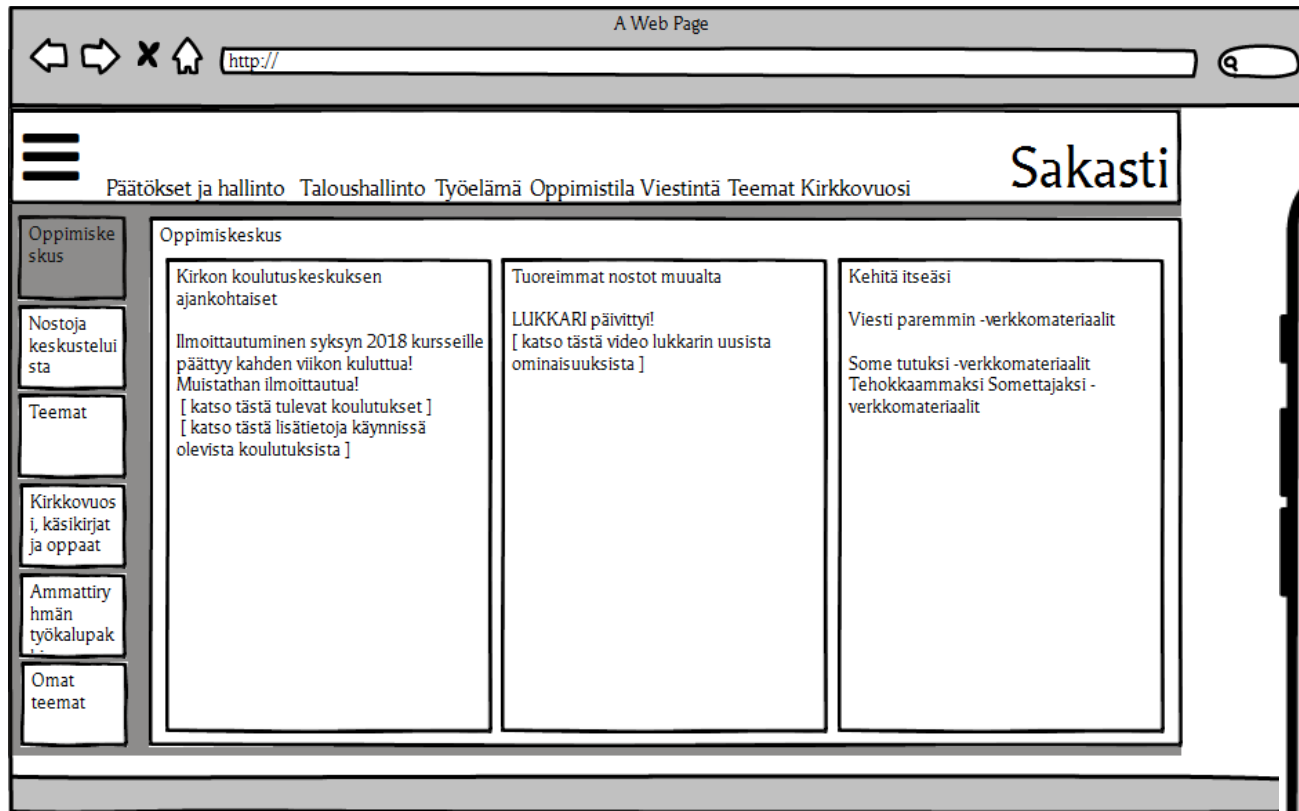 A Web Page
http://
Sakasti
Päätökset ja hallinto Taloushallinto Työelämä Oppimistila Viestintä Teemat Kirkkovuosi
Oppimiske
skus
Nostoja
keskustelui
sta
Teemat
Kirkkovuos
i, käsikirjat
ja oppaat
Ammattiry
hmän
työkalupak
Omat
teemat
Oppimiskeskus
Kirkon koulutuskeskuksen
ajankohtaiset
Ilmoittautuminen syksyn 2018 kursseille
päättyy kahden viikon kuluttua!
Muistathan ilmoittautua!
[ katso tästä tulevat koulutukset ]
[ katso tästä lisätietoja käynnissä
olevista koulutuksista ]
Tuoreimmat nostot muualta
LUKKARI päivittyi!
[ katso tästä video lukkarin uusista
ominaisuuksista ]
Kehitä itseäsi
Viesti paremmin -verkkomateriaalit
Some tutuksi -verkkomateriaalit
Tehokkaammaksi Somettajaksi -
verkkomateriaalit